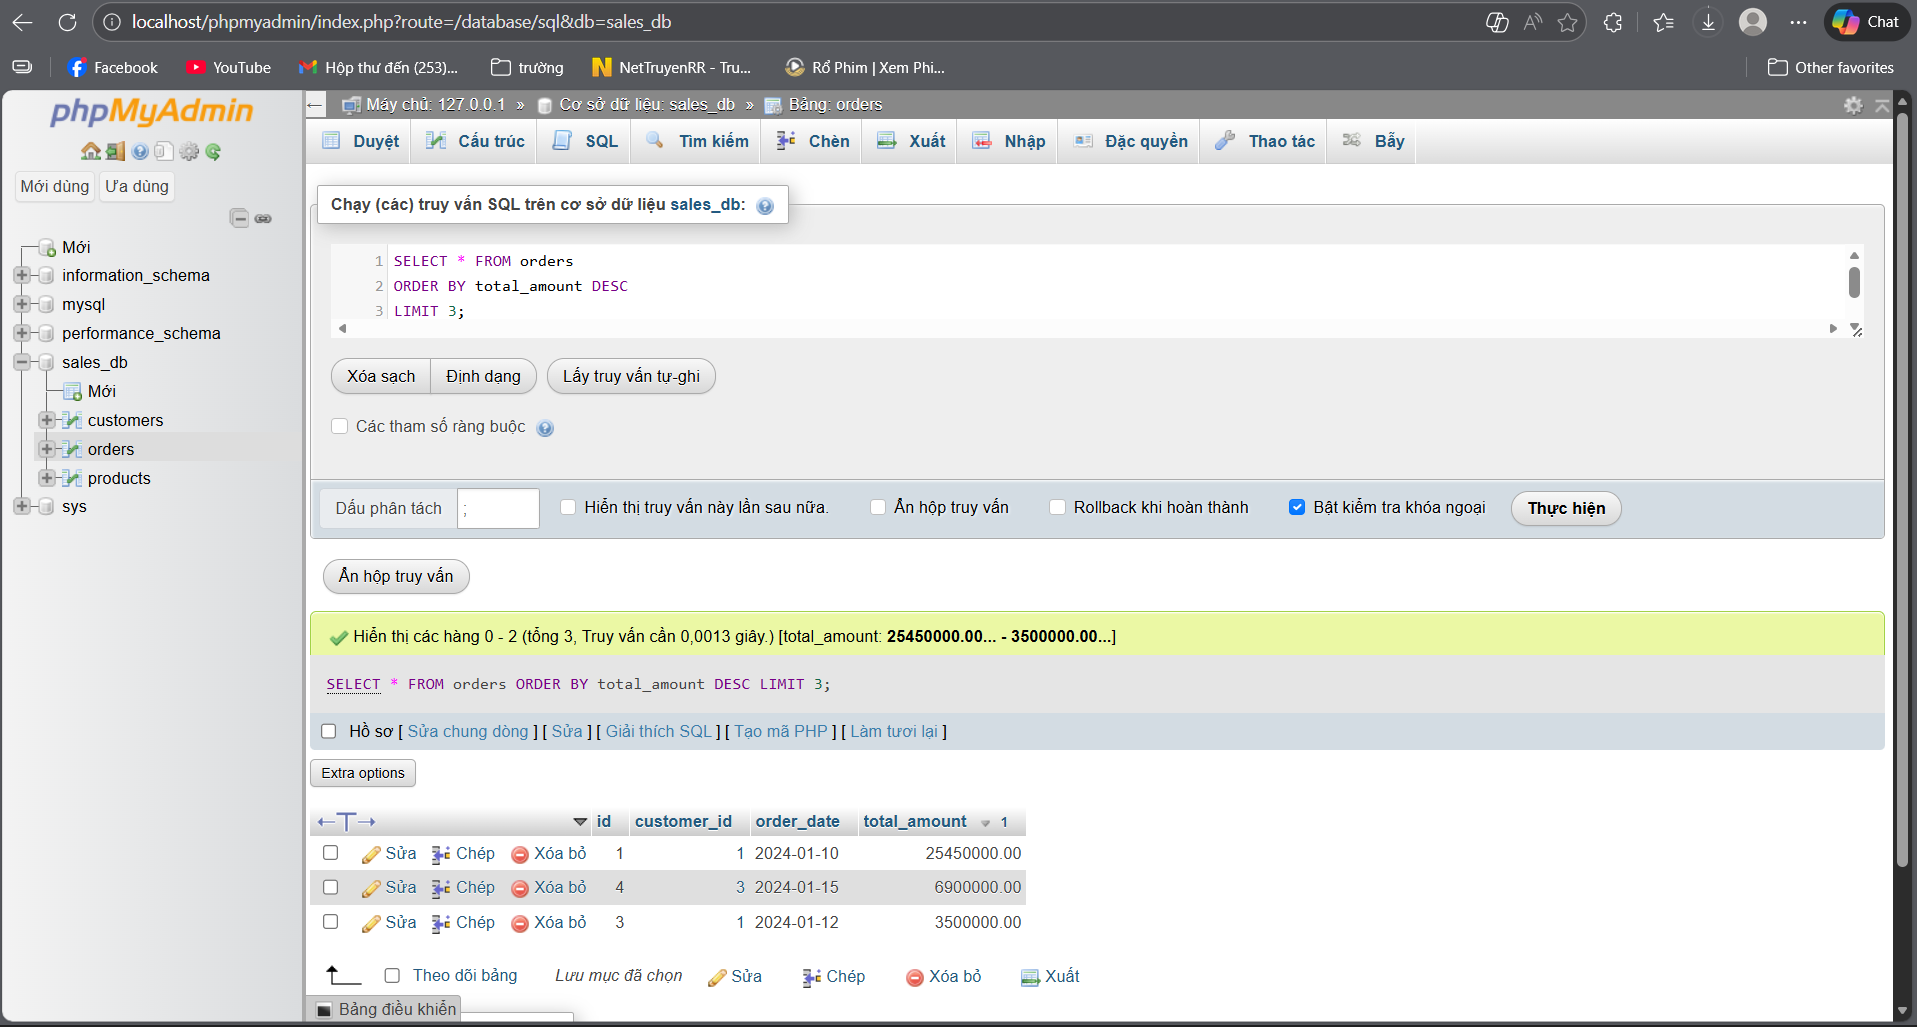 localhost/phpmyadmin/index.php?route=/database/sql&db=sales_db
Chat
Facebook
YouTube
Hộp thư đến (253)...
trường
NetTruyenRR - Tru...
Rổ Phim | Xem Phi...
Other favorites
phpMyAdmin
Mới dùng
Ưa dùng
Mới
information_schema
mysql
performance_schema
sales_db
Mới
customers
orders
products
sys
Máy chủ: 127.0.0.1 » Cơ sở dữ liệu: sales_db » Bảng: orders
Duyệt
Cấu trúc
SQL
Tìm kiếm
Chèn
Xuất
Nhập
Đặc quyền
Thao tác
Bẫy
Chạy (các) truy vấn SQL trên cơ sở dữ liệu sales_db:
1 SELECT * FROM orders
2 ORDER BY total_amount DESC
3 LIMIT 3;
Xóa sạch
Định dạng
Lấy truy vấn tự-ghi
Các tham số ràng buộc
Dấu phân tách
;
Hiển thị truy vấn này lần sau nữa.
Ẩn hộp truy vấn
Rollback khi hoàn thành
Bật kiểm tra khóa ngoại
Thực hiện
Ẩn hộp truy vấn
Hiển thị các hàng 0 - 2 (tổng 3, Truy vấn cần 0,0013 giây.) [total_amount: 25450000.00... - 3500000.00...]
SELECT * FROM orders ORDER BY total_amount DESC LIMIT 3;
Hồ sơ [ Sửa chung dòng ] [ Sửa ] [ Giải thích SQL ] [ Tạo mã PHP ] [ Làm tươi lại ]
Extra options
←T→ id customer_id order_date total_amount 1
Sửa Chép Xóa bỏ 1 1 2024-01-10 25450000.00
Sửa Chép Xóa bỏ 4 3 2024-01-15 6900000.00
Sửa Chép Xóa bỏ 3 1 2024-01-12 3500000.00
Theo dõi bảng Lưu mục đã chọn Sửa Chép Xóa bỏ Xuất
Bảng điều khiển